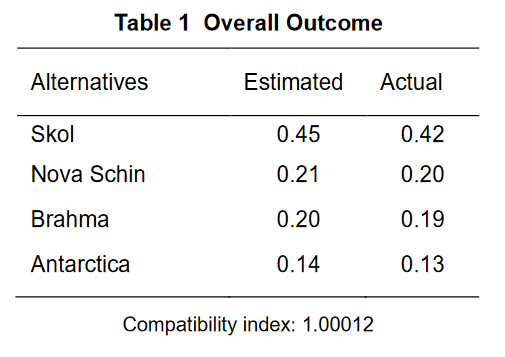 Table 1 Overall Outcome
Alternatives Estimated Actual
Skol 0.45 0.42
Nova Schin 0.21 0.20
Brahma 0.20 0.19
Antarctica 0.14 0.13
Compatibility index: 1.00012